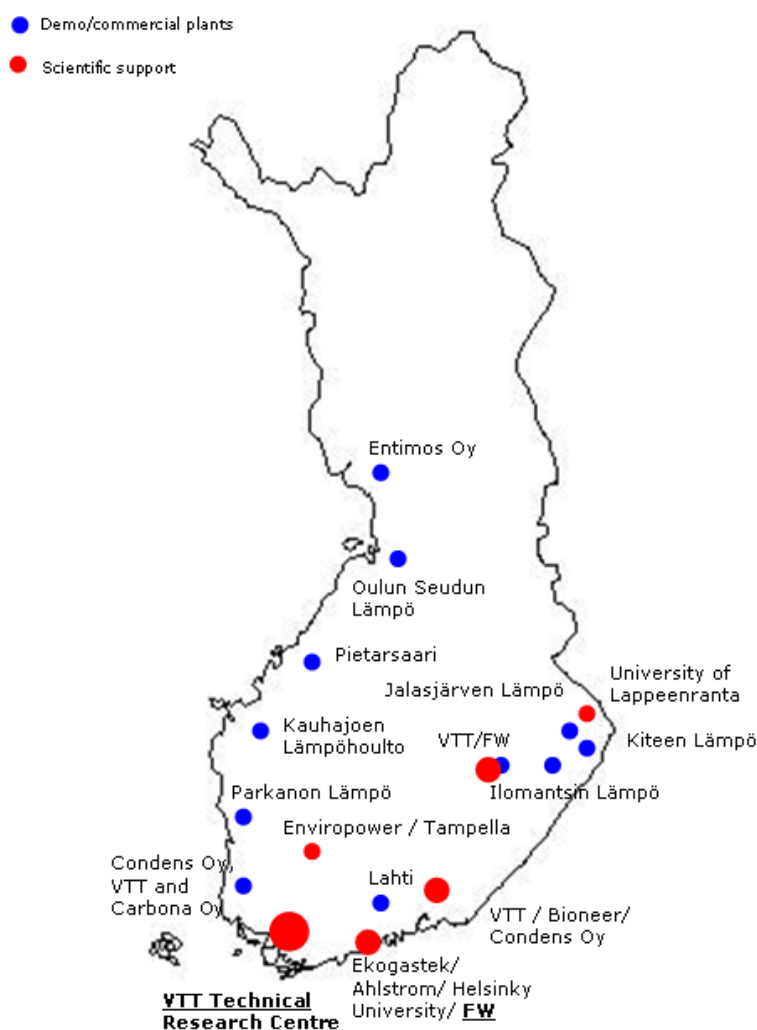 Demo/commercial plants
Scientific support
Entimos Oy
Oulun Seudun
Lämpö
Pietarsaari
University of
Lappeenranta
Jalasjärven Lämpö
Kauhajoen
Lämpöhoulto
VTT/FW
Kiteen Lämpö
Parkanon Lämpö
Ilomantsin Lämpö
Enviropower / Tampella
Condens Oy,
VTT and
Carbona Oy
Lahti
VTT / Bioneer/
Condens Oy
Ekogastek/
Ahlstrom/ Helsinky
University/ FW
VTT Technical
Research Centre